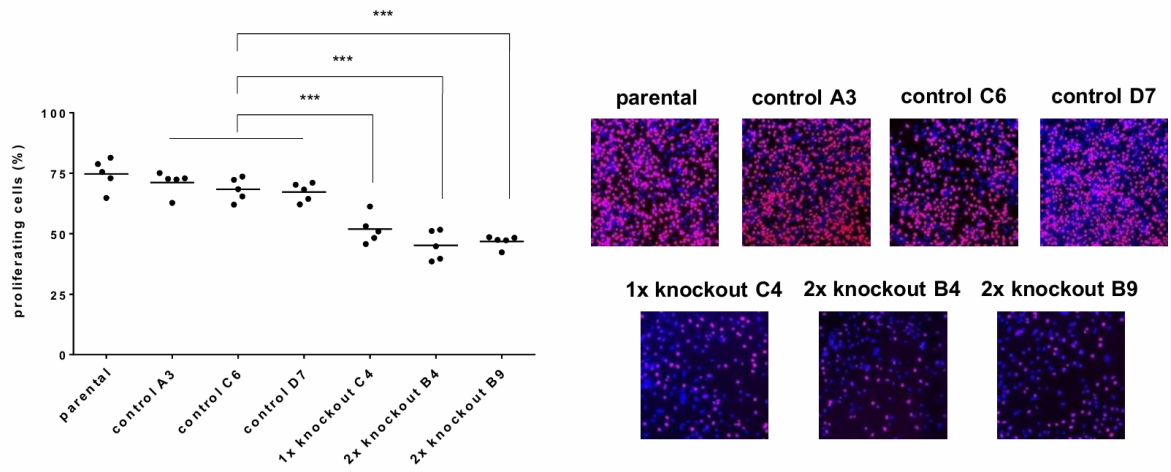 ***
***
***
proliferating cells (%)
100
75
50
25
0
parental
control A3
control C6
control D7
1x knockout C4
2x knockout B4
2x knockout B9
parental control A3 control C6 control D7
1x knockout C4 2x knockout B4 2x knockout B9